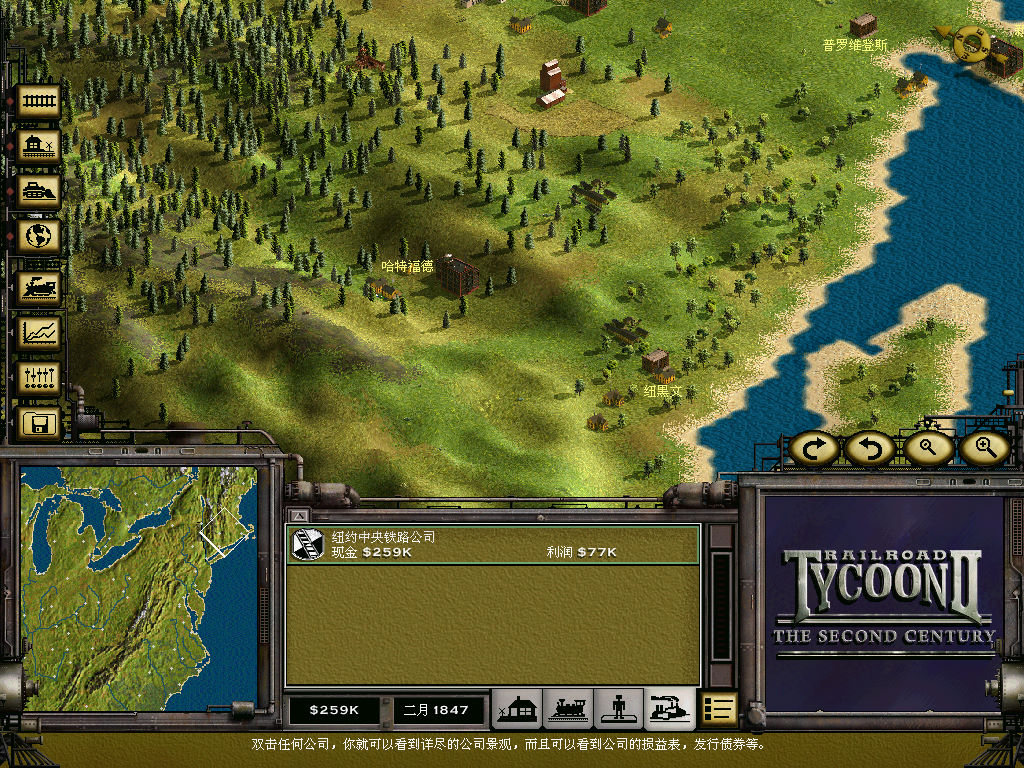 普罗维登斯
哈特福德
纽黑文
纽约中央铁路公司
现金 $259K 利润 $77K
RAILROAD
TYCOON II
THE SECOND CENTURY
$259K 二月 1847
双击任何公司，你就可以看到详尽的公司景观，而且可以看到公司的损益表，发行债券等。